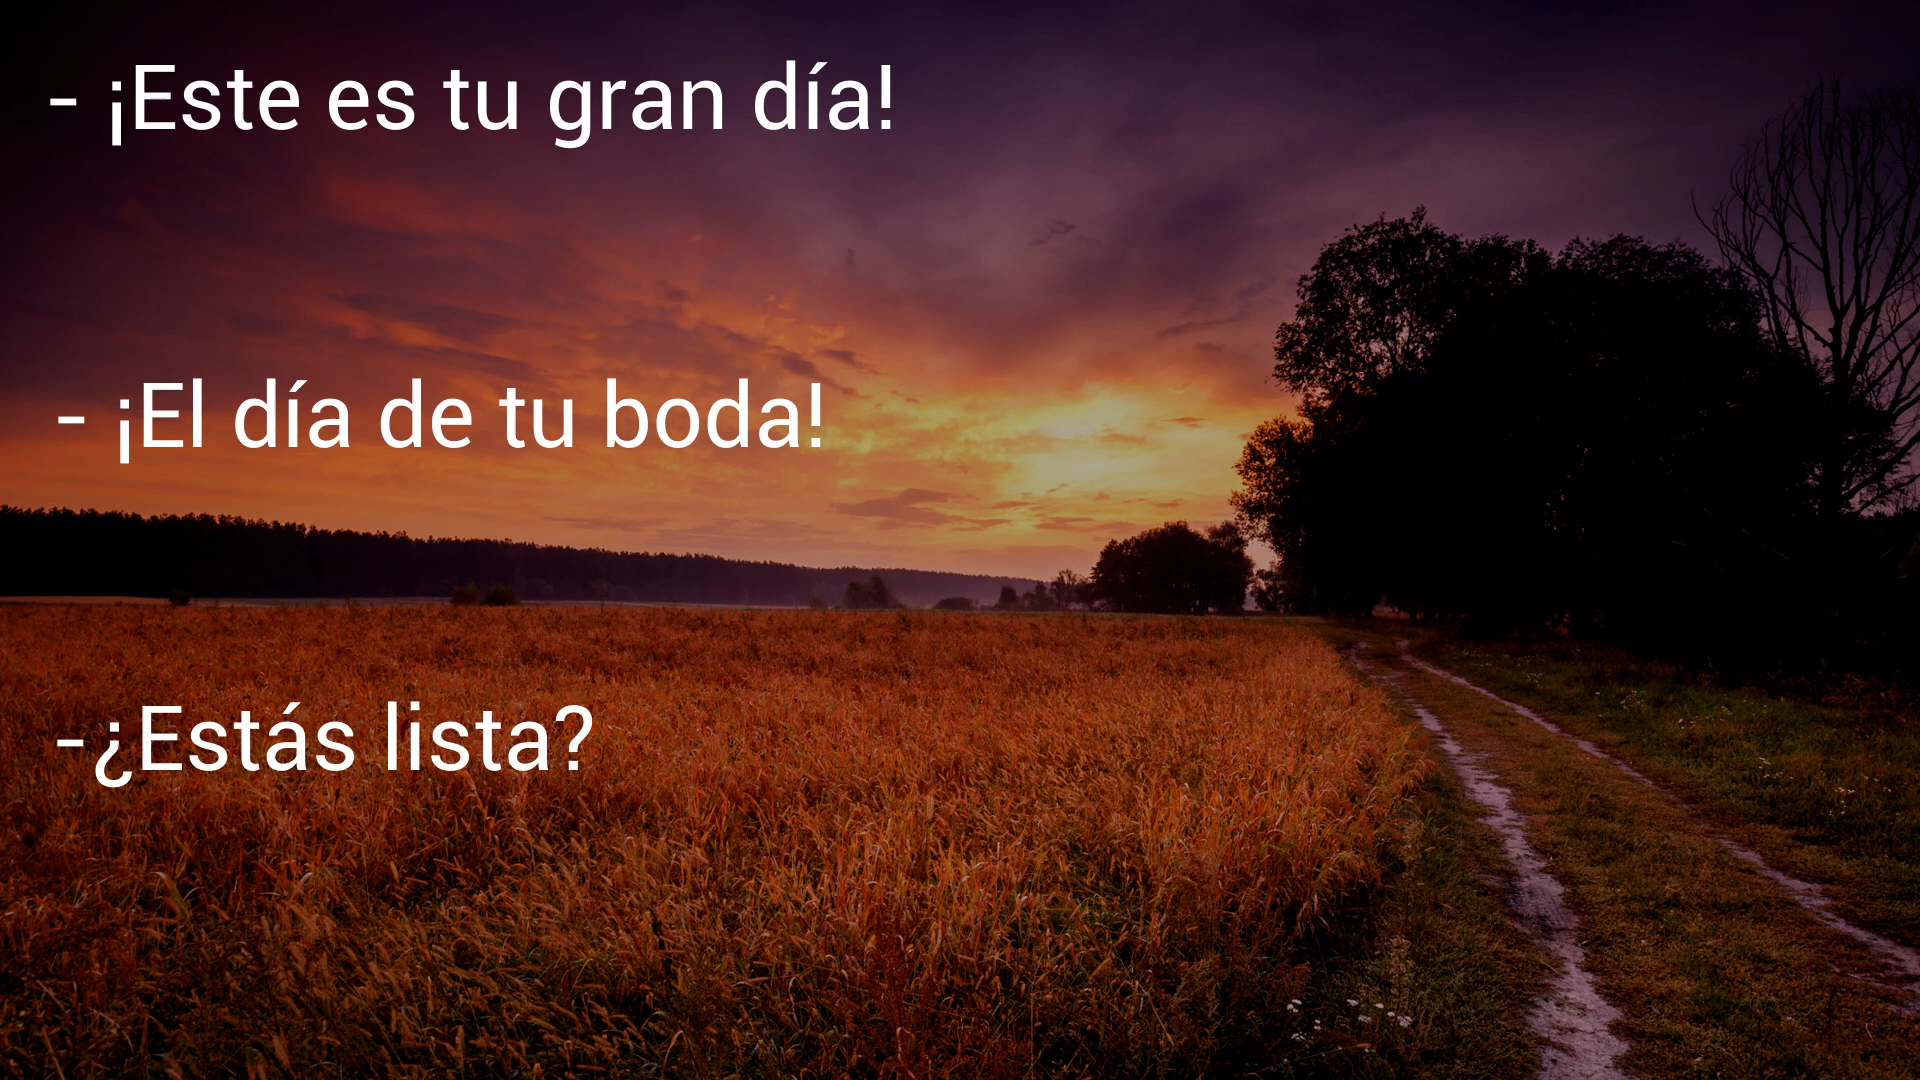 - ¡Este es tu gran día!
- ¡El día de tu boda!
-¿Estás lista?